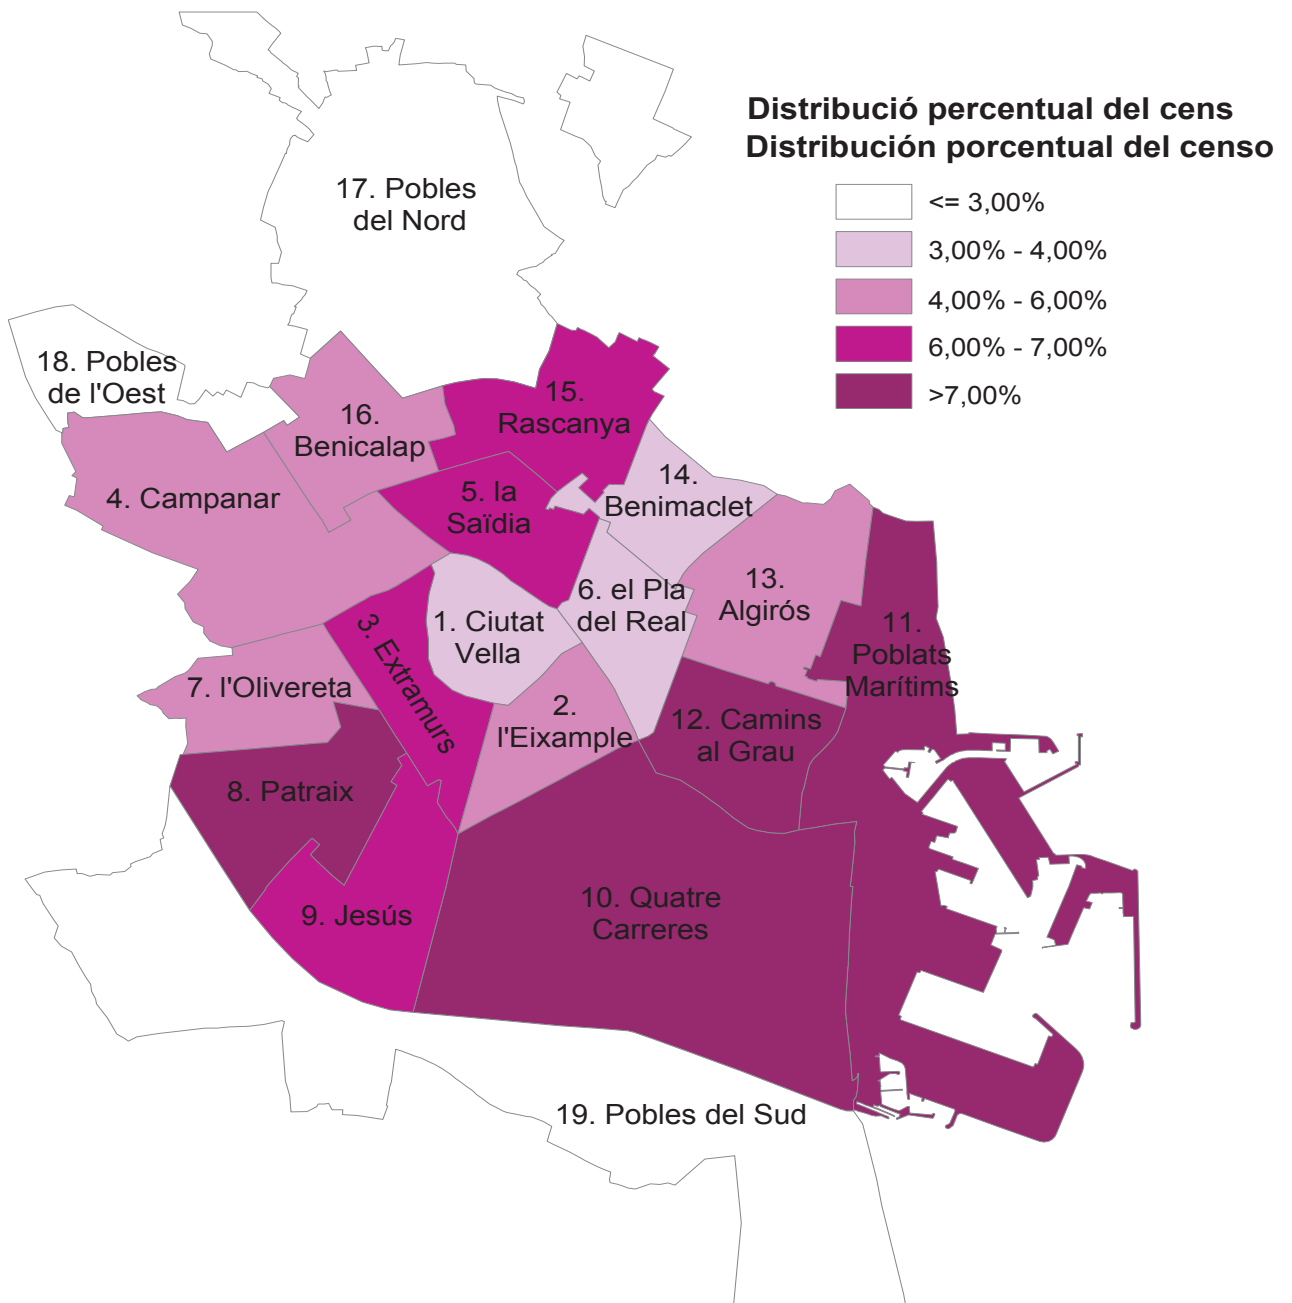 Distribució percentual del cens
Distribución porcentual del censo
<= 3,00%
3,00% - 4,00%
4,00% - 6,00%
6,00% - 7,00%
>7,00%
17. Pobles
del Nord
18. Pobles
de l'Oest
16.
Benicalap
15.
Rascanya
4. Campanar
5. la
Saïdia
14.
Benimaclet
6. el Pla
del Real
13.
Algirós
1. Ciutat
Vella
3. Extramurs
11.
Poblats
Marítims
7. l'Olivereta
2.
l'Eixample
12. Camins
al Grau
8. Patraix
9. Jesús
10. Quatre
Carreres
19. Pobles del Sud